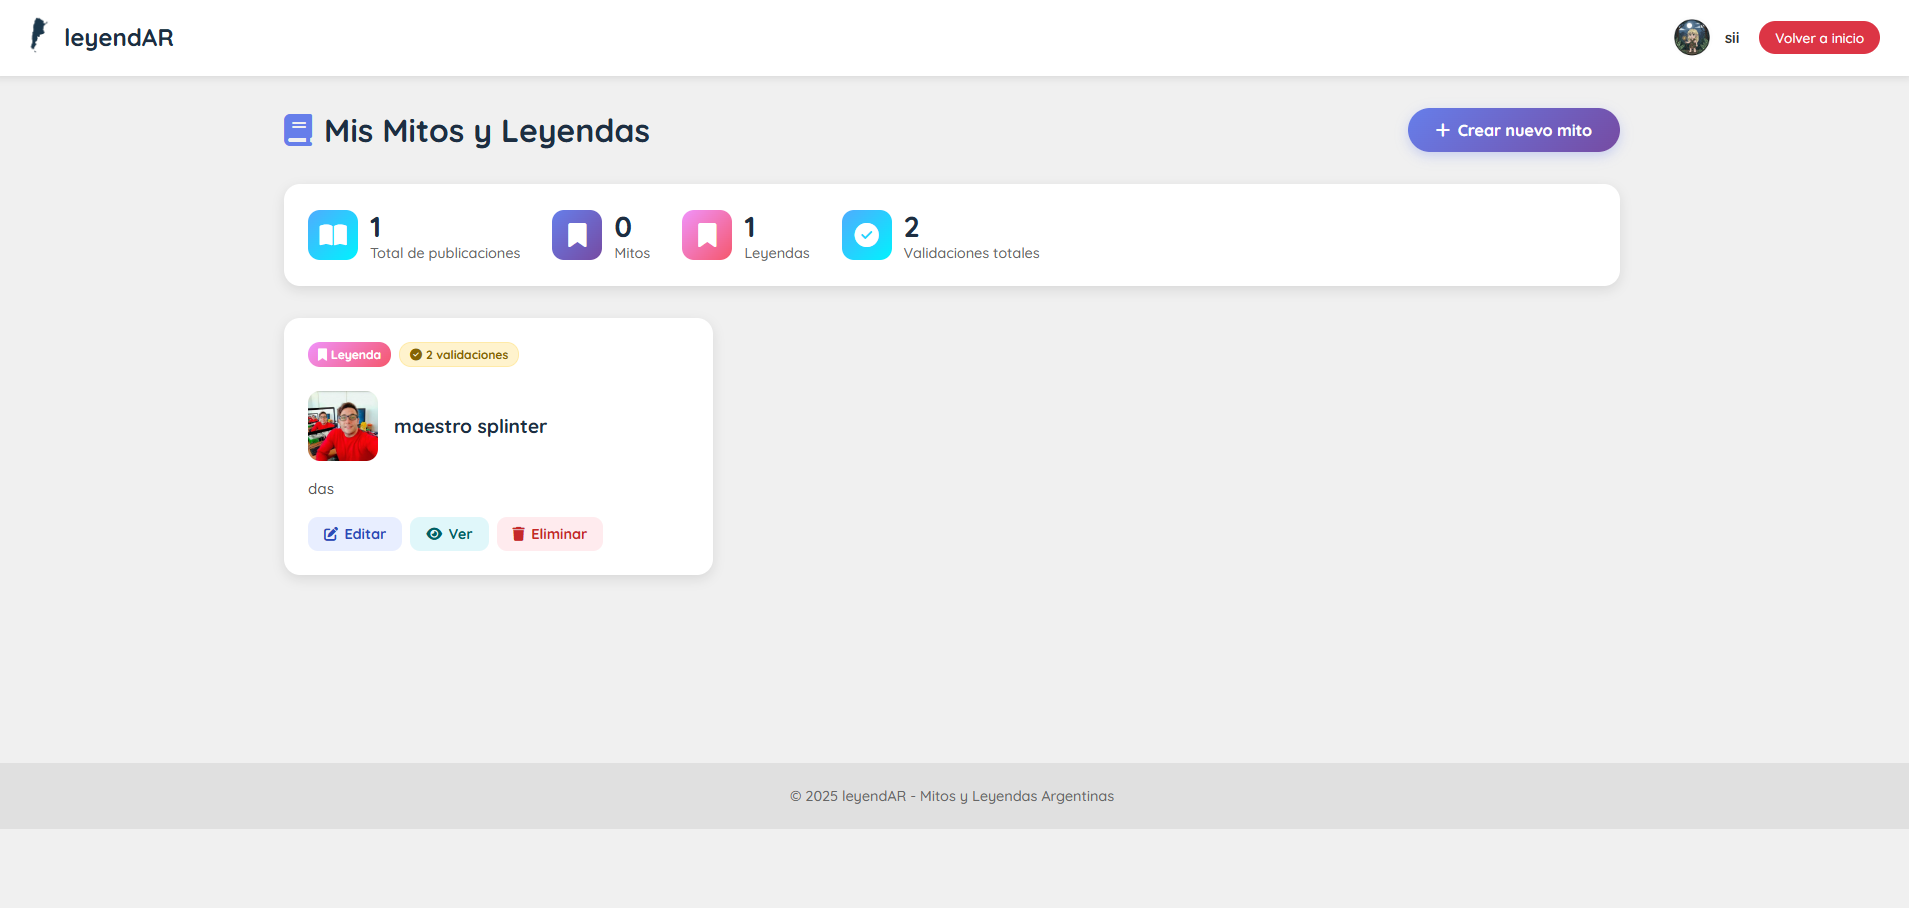 leyendAR
sii
Volver a inicio
Mis Mitos y Leyendas
Crear nuevo mito
1
Total de publicaciones
0
Mitos
1
Leyendas
2
Validaciones totales
Leyenda
2 validaciones
maestro splinter
das
Editar
Ver
Eliminar
© 2025 leyendAR - Mitos y Leyendas Argentinas